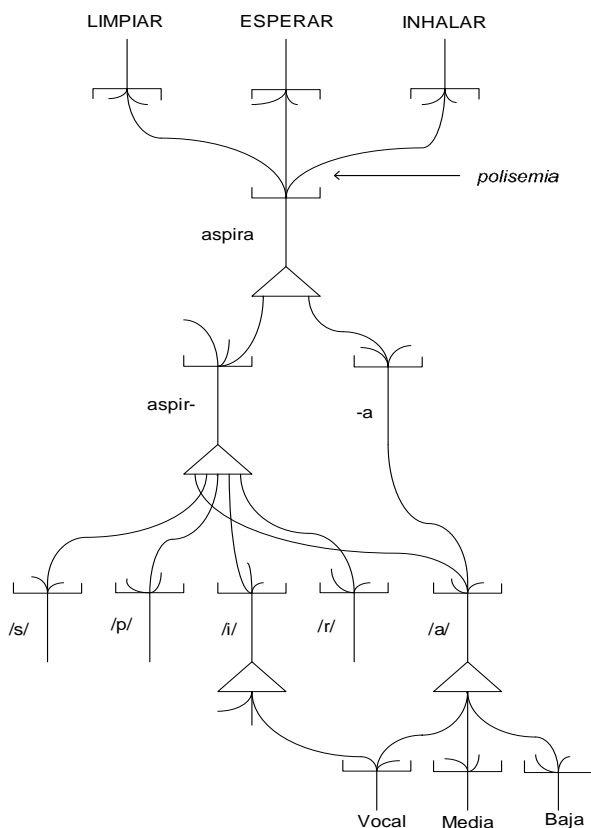 LIMPIAR ESPERAR INHALAR
polisemia
aspira
aspir- -a
/s/ /p/ /i/ /r/ /a/
Vocal Media Baja